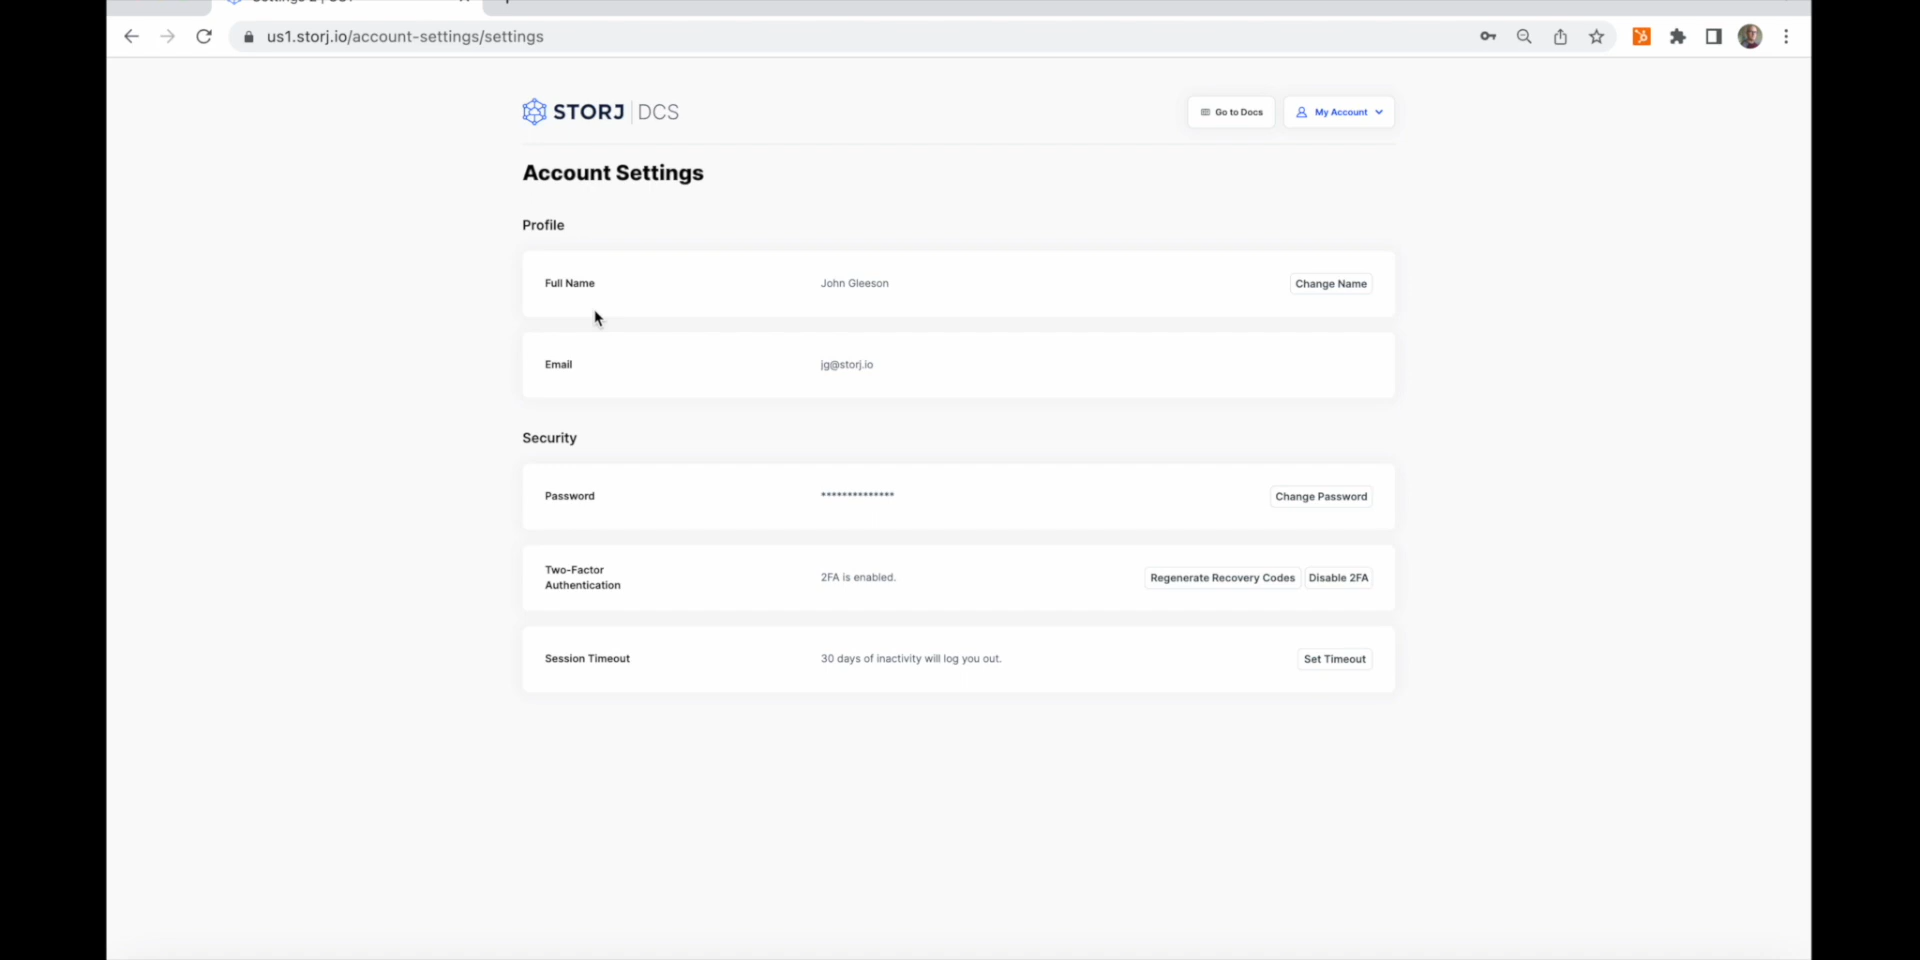 us1.storj.io/account-settings/settings
STORJ | DCS
Go to Docs
My Account
Account Settings
Profile
Full Name
John Gleeson
Change Name
Email
jg@storj.io
Security
Password
**************
Change Password
Two-Factor
Authentication
2FA is enabled.
Regenerate Recovery Codes
Disable 2FA
Session Timeout
30 days of inactivity will log you out.
Set Timeout